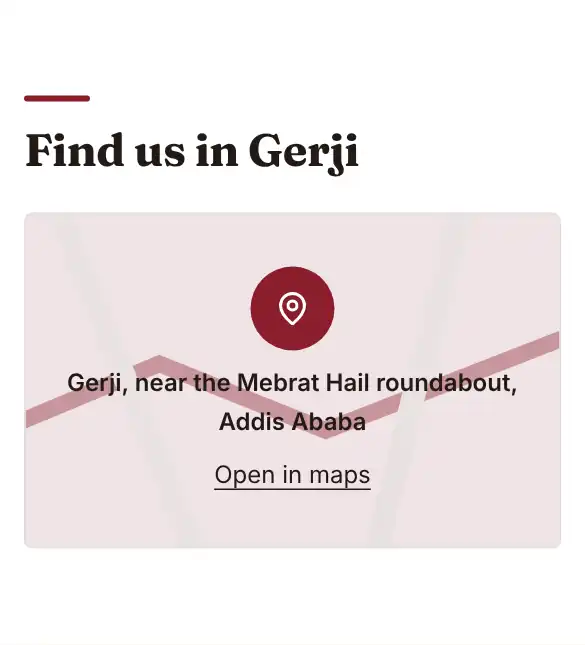 Find us in Gerji
Gerji, near the Mebrat Hail roundabout,
Addis Ababa
Open in maps